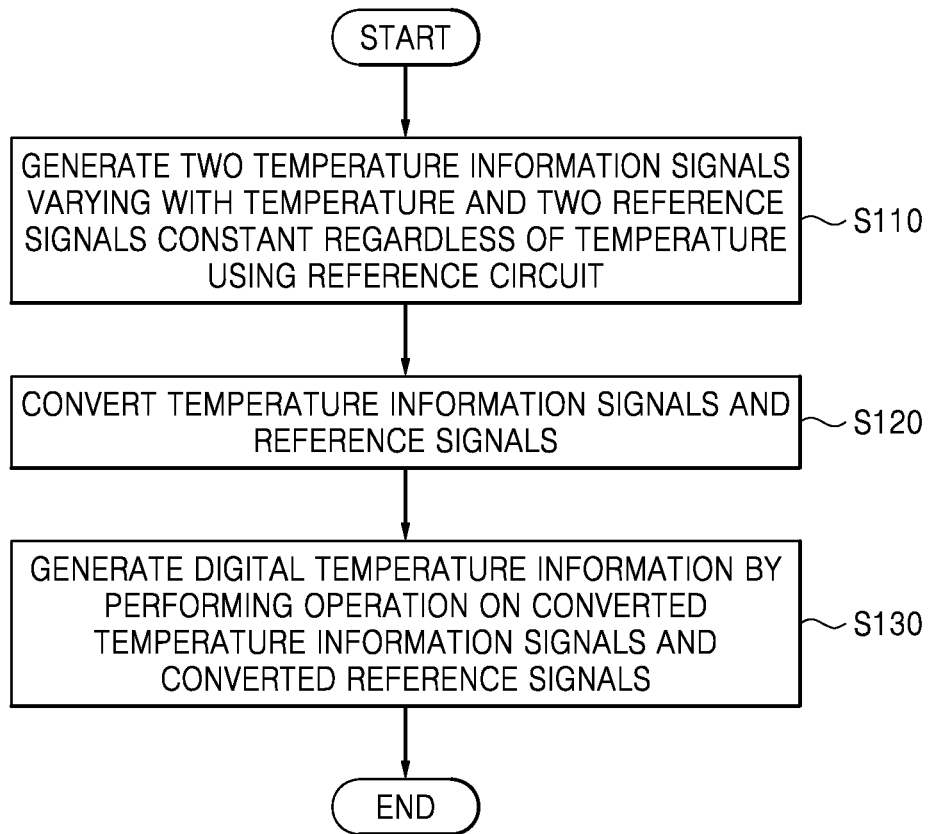 START
GENERATE TWO TEMPERATURE INFORMATION SIGNALS
VARYING WITH TEMPERATURE AND TWO REFERENCE
SIGNALS CONSTANT REGARDLESS OF TEMPERATURE
USING REFERENCE CIRCUIT
S110
CONVERT TEMPERATURE INFORMATION SIGNALS AND
REFERENCE SIGNALS
S120
GENERATE DIGITAL TEMPERATURE INFORMATION BY
PERFORMING OPERATION ON CONVERTED
TEMPERATURE INFORMATION SIGNALS AND
CONVERTED REFERENCE SIGNALS
S130
END